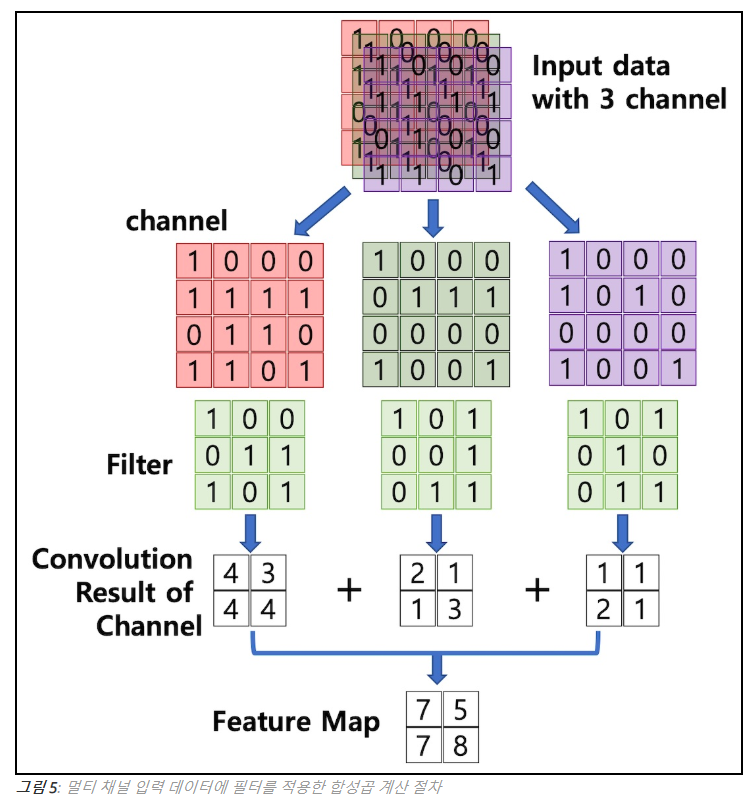 Input data
with 3 channel
channel
1 0 0 0 1 0 0 0 1 0 0 0
1 1 1 1 0 1 1 1 1 0 1 0
0 1 1 0 0 0 0 0 0 0 0 0
1 1 0 1 1 0 0 1 1 0 0 1
1 0 0 1 0 1 1 0 1
Filter 0 1 1 0 0 1 0 1 0
1 0 1 0 1 1 0 1 1
Convolution
Result of
Channel
4 3 + 2 1 + 1 1
4 4 1 3 2 1
Feature Map
7 5
7 8
그림 5: 멀티 채널 입력 데이터에 필터를 적용한 합성곱 계산 절차